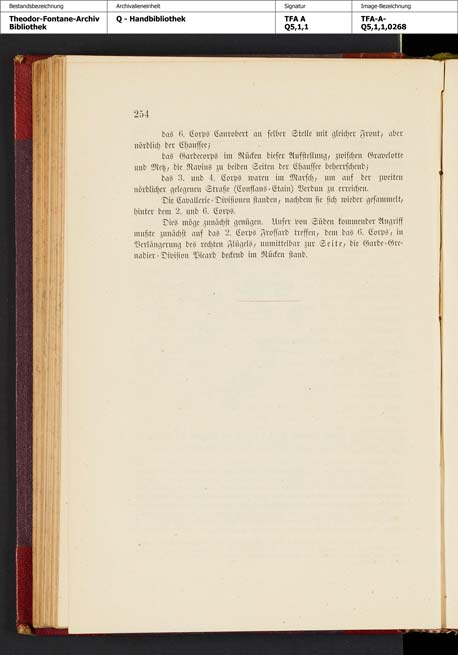 Bestandsbezeichnung Archivalieneinheit Signatur Image-Bezeichnung
Theodor-Fontane-Archiv Q - Handbibliothek TFA A TFA-A-
Bibliothek Q5,1,1 Q5,1,1,0268
254
das 6. Corps Canrobert an selber Stelle mit gleicher Front, aber
nördlich der Chaussee;
das Gardecorps im Rücken dieser Aufstellung, zwischen Gravelotte
und Metz, die Ravins zu beiden Seiten der Chaussee beherrschend;
das 3. und 4. Corps waren im Marsch, um auf der zweiten
nördlicher gelegenen Straße (Conflans-Etain) Verdun zu erreichen.
Die Cavallerie-Divisionen standen, nachdem sie sich wieder gesammelt,
hinter dem 2. und 6. Corps.
Dies möge zunächst genügen. Unser von Süden kommender Angriff
mußte zunächst auf das 2. Corps Frossard treffen, dem das 6. Corps, in
Verlängerung des rechten Flügels, unmittelbar zur Seite, die Garde-Gre-
nadier-Division Picard deckend im Rücken stand.